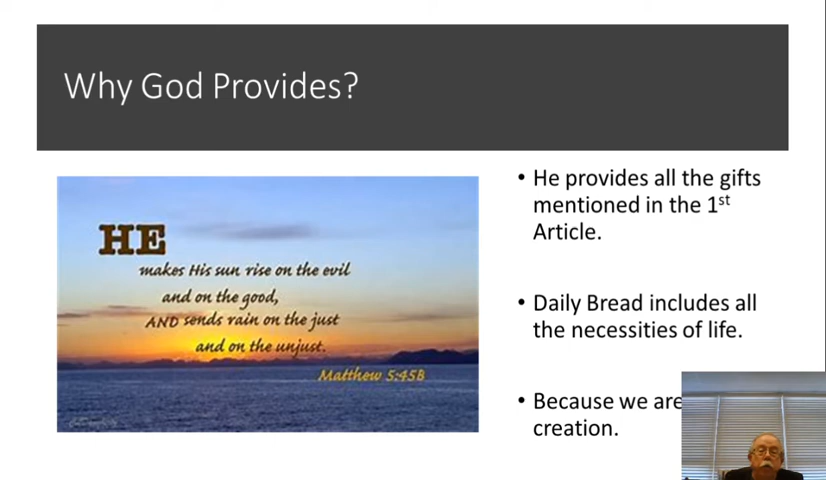 Why God Provides?
HE
makes His sun rise on the evil
and on the good,
AND sends rain on the just
and on the unjust.
Matthew 5:45B
• He provides all the gifts
mentioned in the 1st
Article.
• Daily Bread includes all
the necessities of life.
• Because we are
creation.